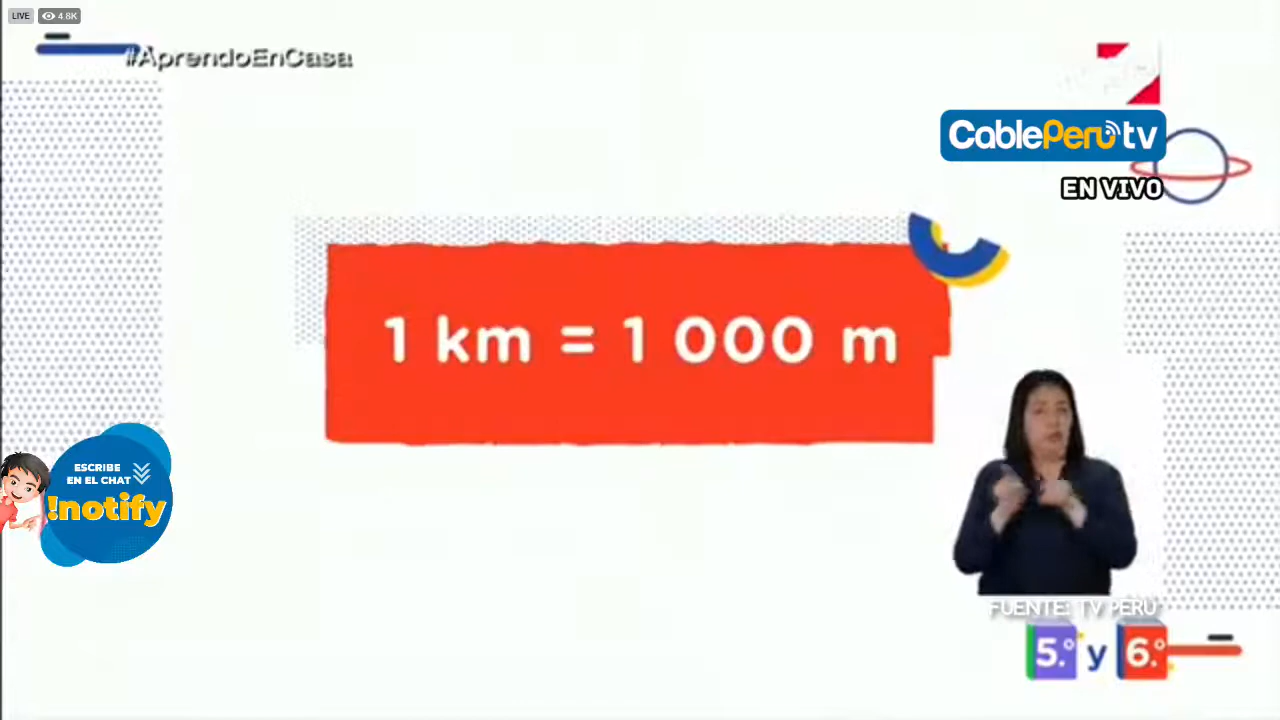 LIVE 4.8K
#AprendoEnCasa
CablePerutv
EN VIVO
1 km = 1 000 m
ESCRIBE
EN EL CHAT
!notify
FUENTE: TV PERÚ
5.° y 6.°